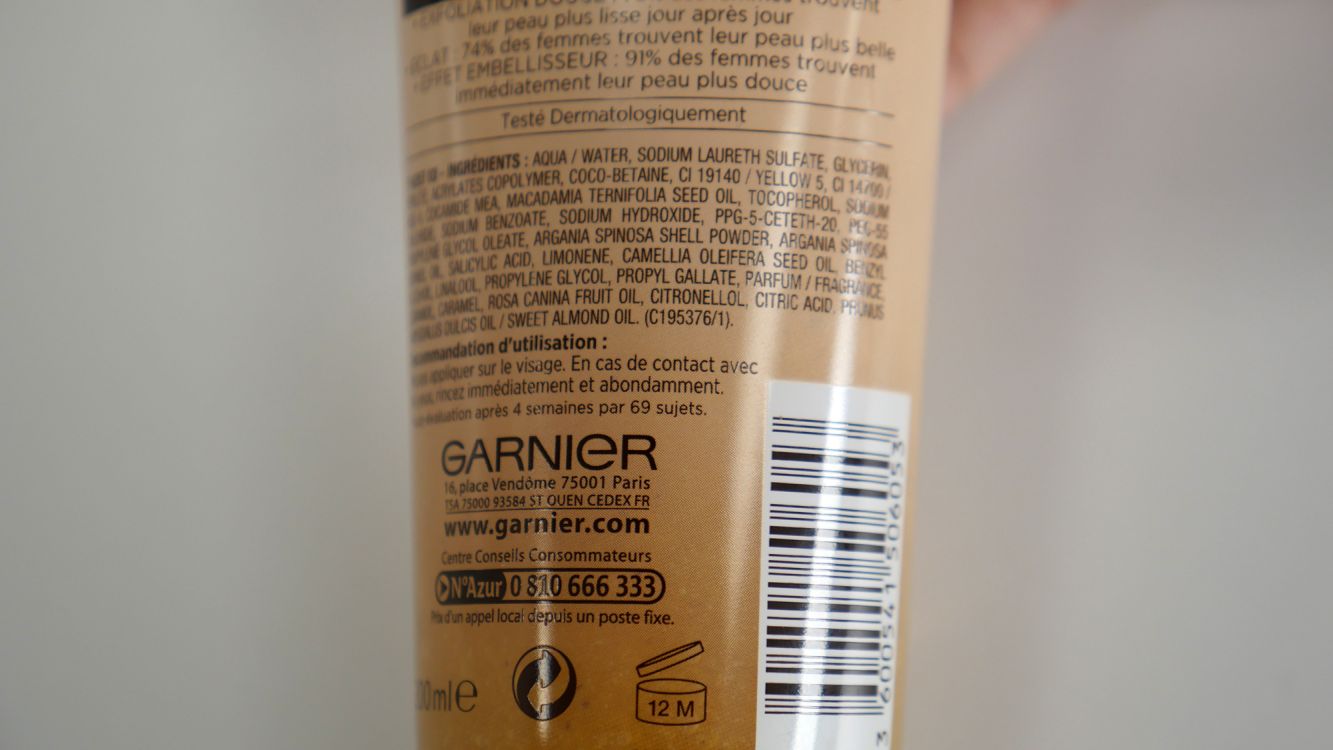 EXFOLIATION DOUCE
leur peau plus lisse jour après jour
ÉCLAT : 74% des femmes trouvent leur peau plus belle
• EFFET EMBELLISSEUR : 91% des femmes trouvent
immédiatement leur peau plus douce
Testé Dermatologiquement
- INGRÉDIENTS : AQUA / WATER, SODIUM LAURETH SULFATE, GLYCERIN,
ACRYLATES COPOLYMER, COCO-BETAINE, CI 19140 / YELLOW 5, CI 14700 /
COCAMIDE MEA, MACADAMIA TERNIFOLIA SEED OIL, TOCOPHEROL, SODIUM
SODIUM BENZOATE, SODIUM HYDROXIDE, PPG-5-CETETH-20, PEG-55
GLYCOL OLEATE, ARGANIA SPINOSA SHELL POWDER, ARGANIA SPINOSA
OIL, SALICYLIC ACID, LIMONENE, CAMELLIA OLEIFERA SEED OIL, BENZYL
LINALOOL, PROPYLENE GLYCOL, PROPYL GALLATE, PARFUM / FRAGRANCE,
CARAMEL, ROSA CANINA FRUIT OIL, CITRONELLOL, CITRIC ACID, PRUNUS
DULCIS OIL / SWEET ALMOND OIL. (C195376/1).
d'utilisation :
appliquer sur le visage. En cas de contact avec
rincez immédiatement et abondamment.
après 4 semaines par 69 sujets.
GARNIER
16, place Vendôme 75001 Paris
TSA 75000 93584 ST OUEN CEDEX FR
www.garnier.com
Centre Conseils Consommateurs
N°Azur 0 810 666 333
Prix d'un appel local depuis un poste fixe.
ml e
12 M
3 600541 506053